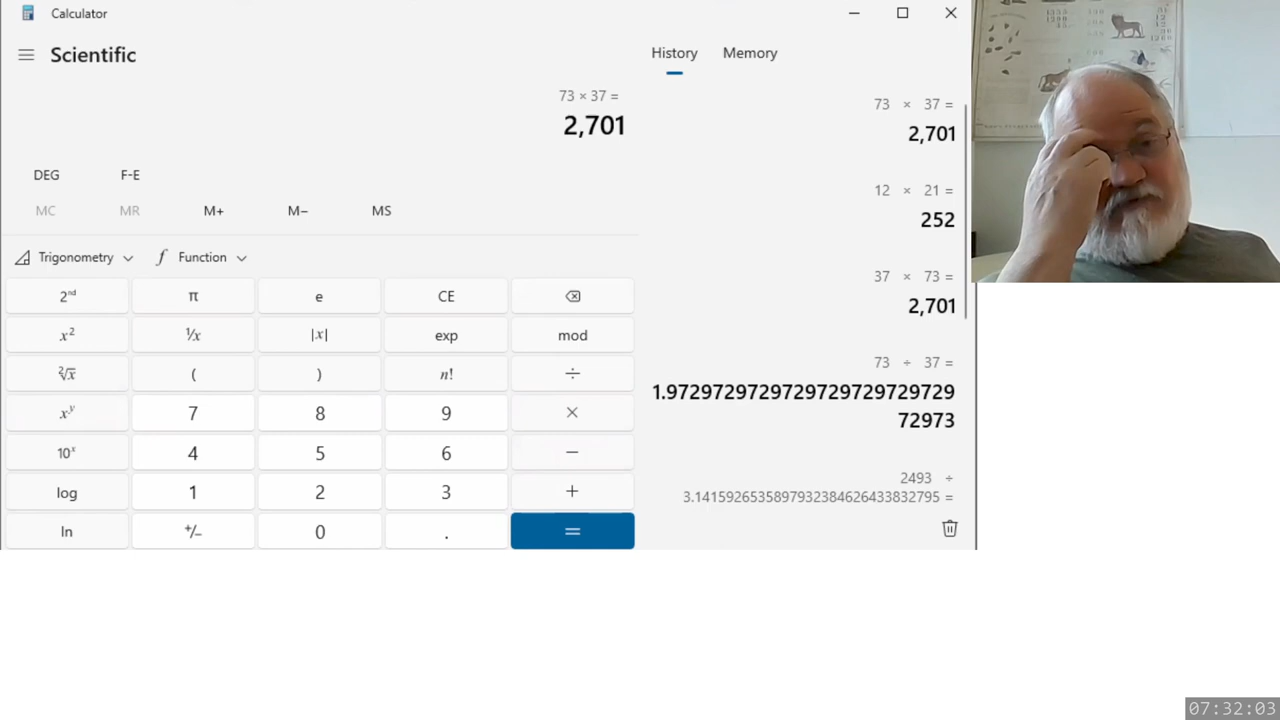 Calculator
Scientific
History Memory
73 × 37 =
2,701
DEG F-E
MC MR M+ M− MS
Trigonometry f Function
2ⁿᵈ π e CE
x² ¹/x |x| exp mod
²√x ( ) n! ÷
xʸ 7 8 9 ×
10ˣ 4 5 6 −
log 1 2 3 +
ln +/− 0 . =
73 × 37 =
2,701
12 × 21 =
252
37 × 73 =
2,701
73 ÷ 37 =
1.972972972972972972972972972973
2493 ÷
3.1415926535897932384626433832795 =
07:32:03